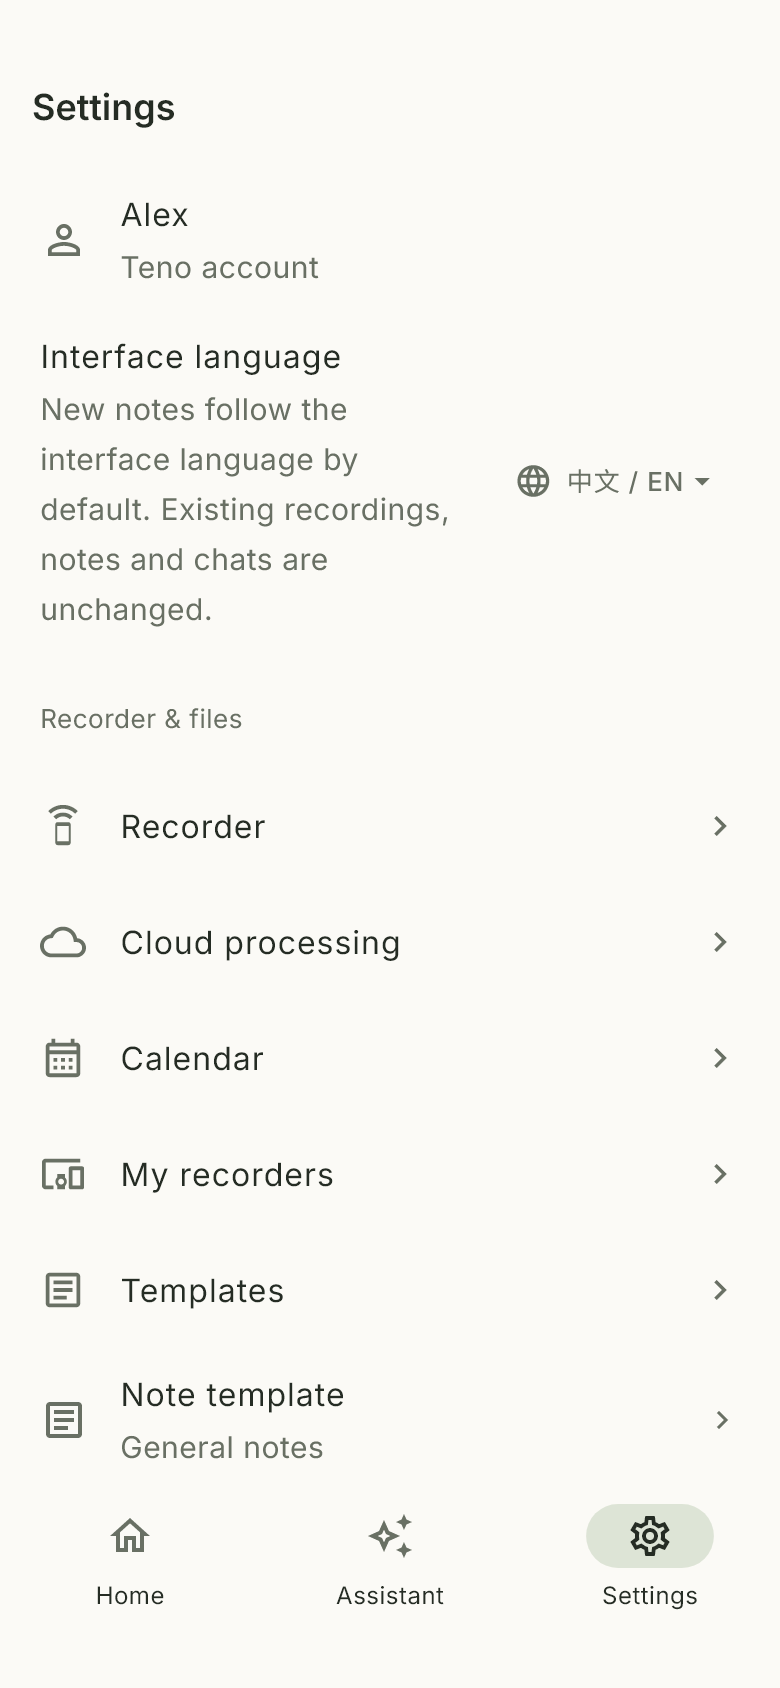 Settings
Alex
Teno account
Interface language
New notes follow the
interface language by
default. Existing recordings,
notes and chats are
unchanged.
中文 / EN
Recorder & files
Recorder
Cloud processing
Calendar
My recorders
Templates
Note template
General notes
Home
Assistant
Settings